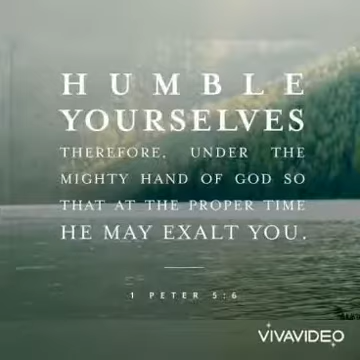 HUMBLE
YOURSELVES
THEREFORE, UNDER THE
MIGHTY HAND OF GOD SO
THAT AT THE PROPER TIME
HE MAY EXALT YOU.
1 PETER 5:6
VIVAVIDEO